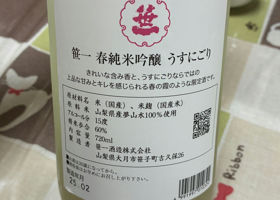 笹
笹一 春純米吟醸 うすにごり
きれいな含み香と、うすにごりならではの
上品な甘みとキレを感じられる春の霞のような限定酒です。
原材料名 米（国産）、米麹（国産米）
原料米 山梨県産夢山水100%使用
アルコール分 15度
精米歩合 60%
内容量 720ml
製造者 笹一酒造株式会社
山梨県大月市笹子町吉久保26
製造年月
25.02
Ribbon